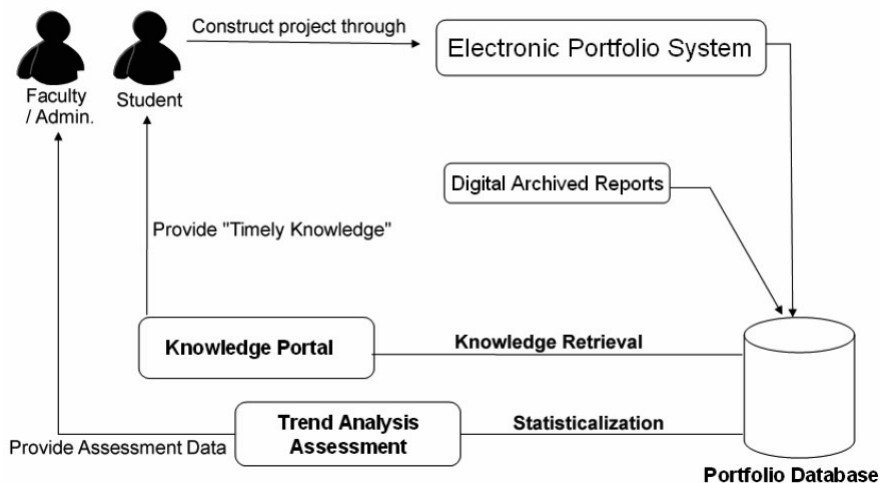 Construct project through
Electronic Portfolio System
Faculty
/ Admin.
Student
Digital Archived Reports
Provide "Timely Knowledge"
Knowledge Portal
Knowledge Retrieval
Trend Analysis
Assessment
Statisticalization
Provide Assessment Data
Portfolio Database